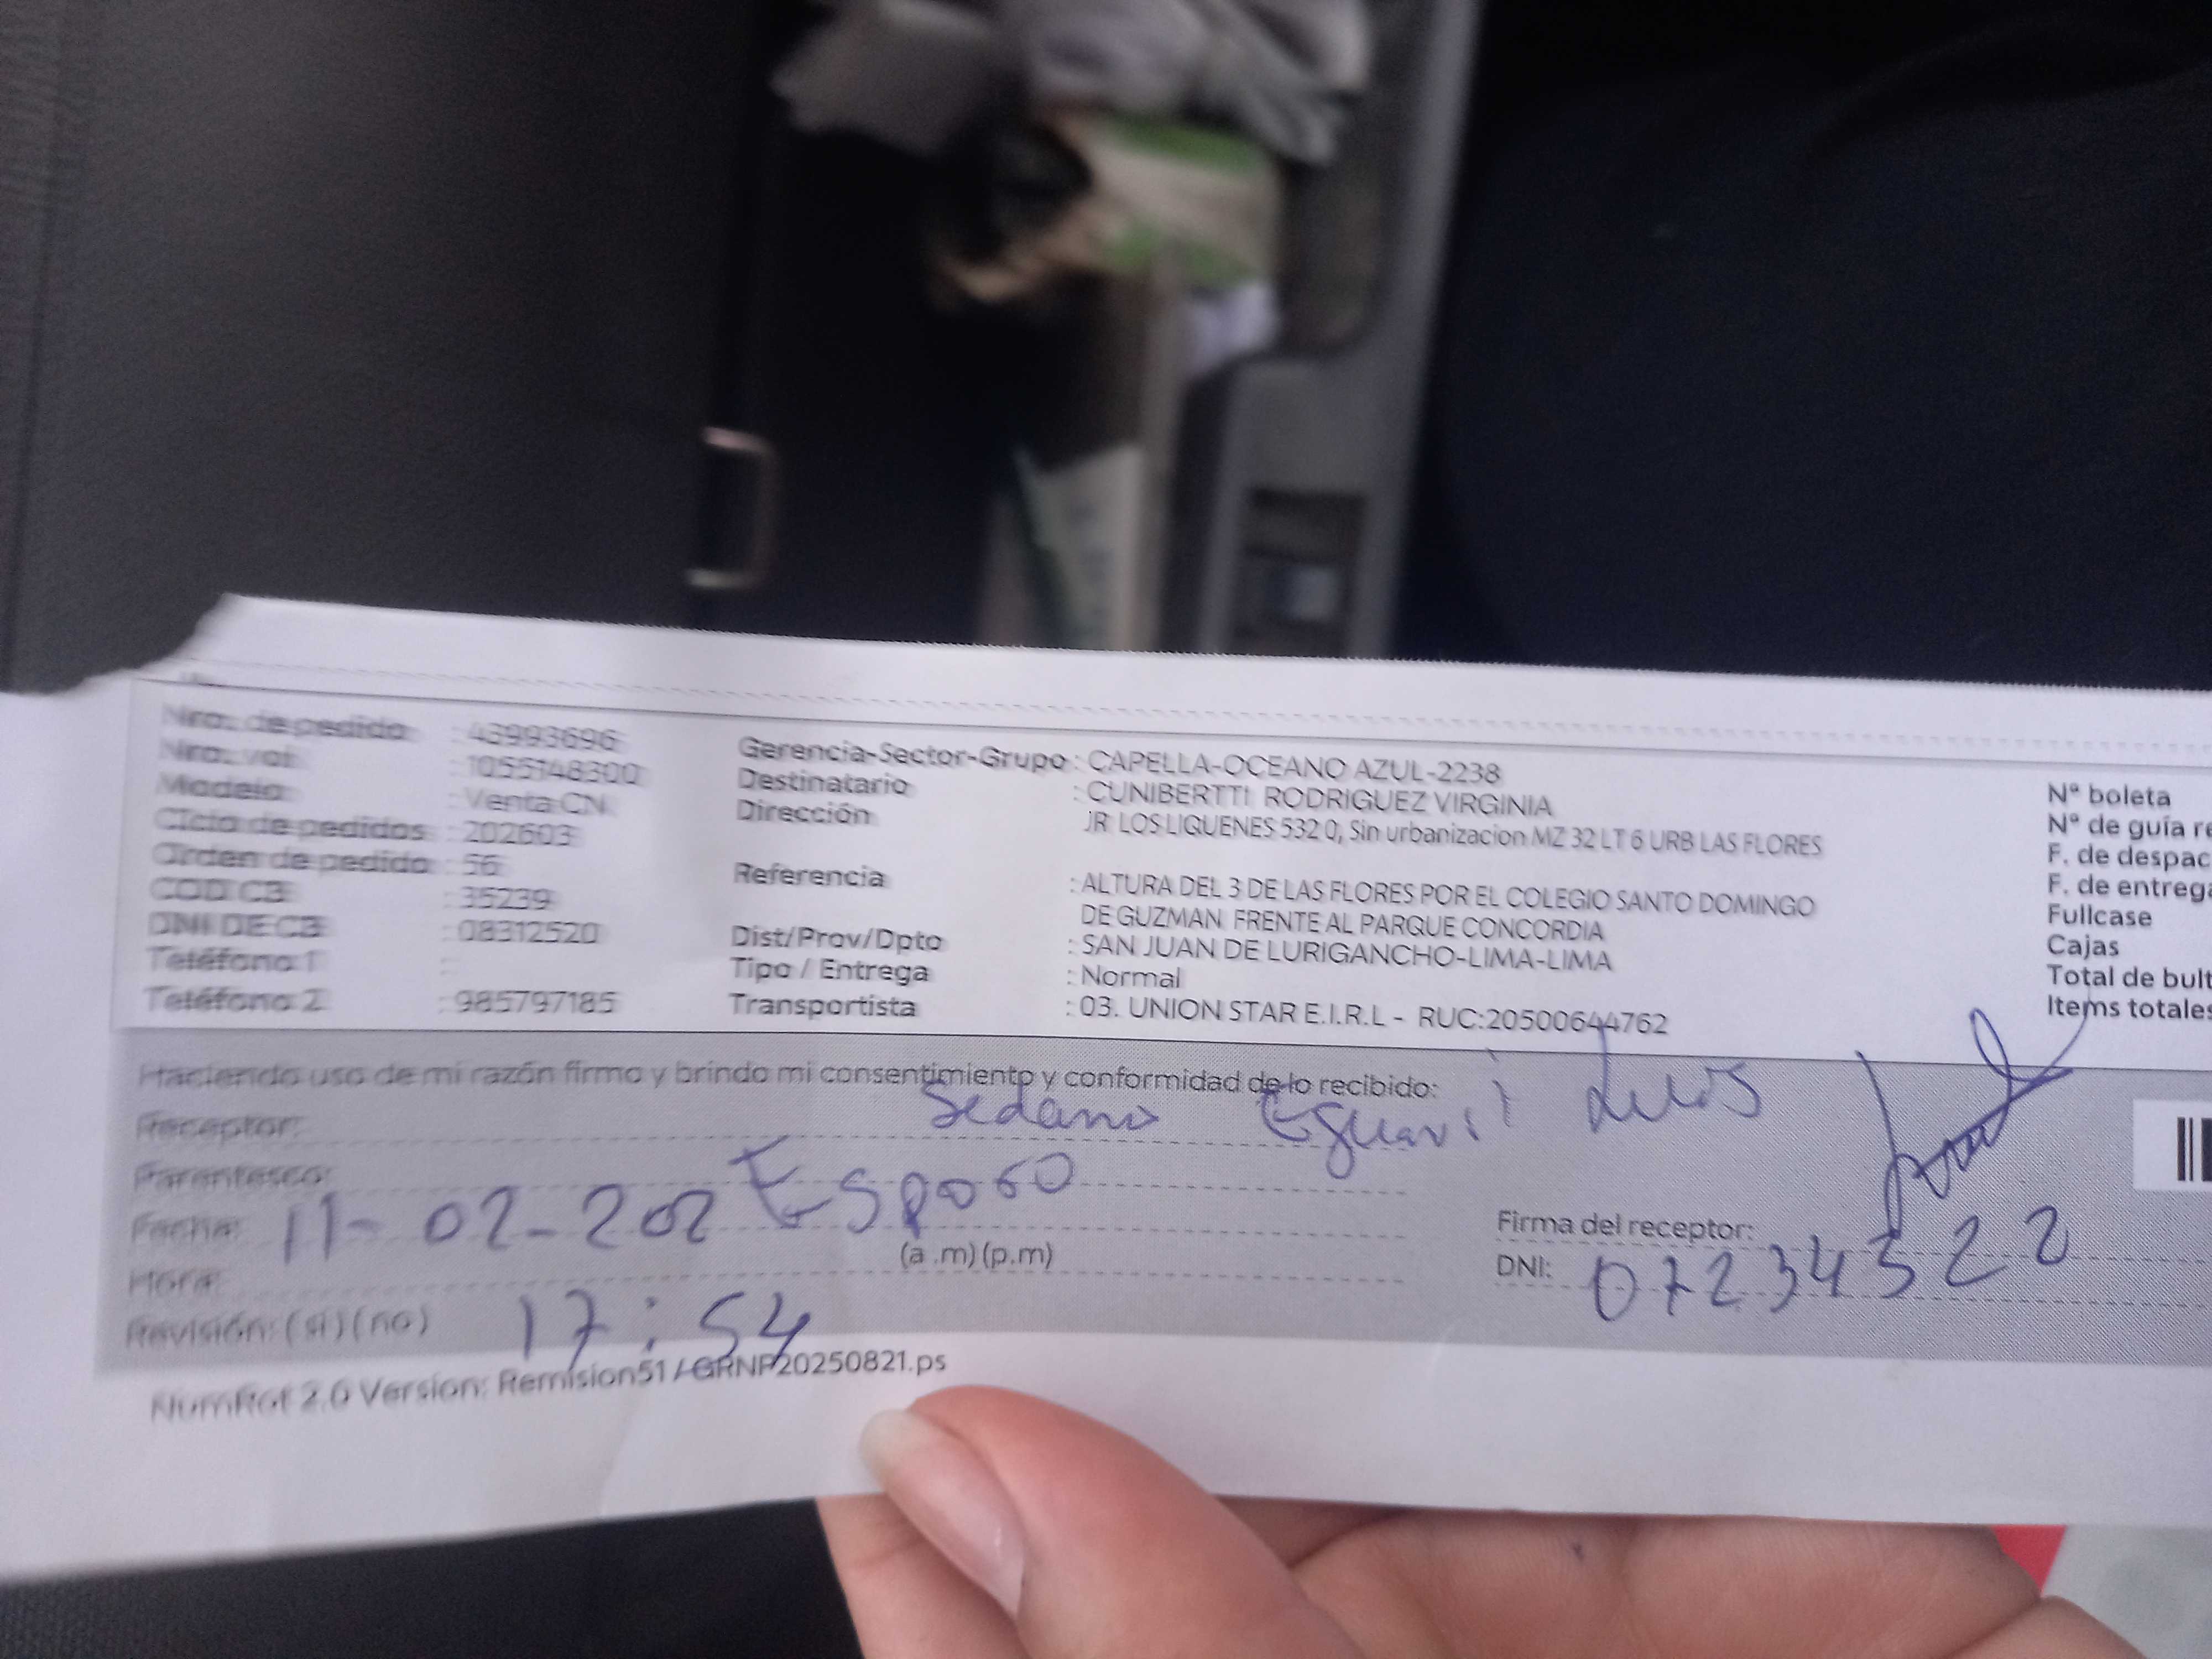 Nro. de pedido : 43993696
Nro. vol : 1055148300
Modelo : Venta CN
Ciclo de pedidos : 202603
Orden de pedido : 56
COD C3 : 35239
DNI DE C3 : 08312520
Teléfono 1 :
Teléfono 2 : 985797185
Gerencia-Sector-Grupo : CAPELLA-OCEANO AZUL-2238
Destinatario : CUNIBERTTI RODRIGUEZ VIRGINIA
Dirección JR LOS LIQUENES 532 0, Sin urbanizacion MZ 32 LT 6 URB LAS FLORES
Referencia : ALTURA DEL 3 DE LAS FLORES POR EL COLEGIO SANTO DOMINGO
DE GUZMAN FRENTE AL PARQUE CONCORDIA
Dist/Prov/Dpto : SAN JUAN DE LURIGANCHO-LIMA-LIMA
Tipo / Entrega : Normal
Transportista : 03. UNION STAR E.I.R.L - RUC:20500644762
Nº boleta
Nº de guía re
F. de despac
F. de entrega
Fullcase
Cajas
Total de bult
Items totales
Haciendo uso de mi razón firmo y brindo mi consentimiento y conformidad de lo recibido:
Receptor: Sedano Luis
Parentesco: Esposo
Fecha: 11-02-202
Hora: (a.m) (p.m)
Revisión: (si) (no) 17:54
Firma del receptor:
DNI: 07234522
NumRot 2.0 Version: Remision51 / GRNP20250821.ps